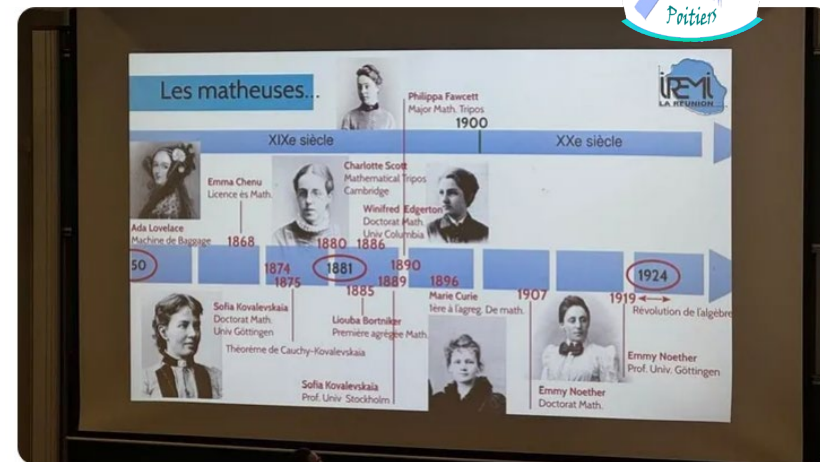 Poitiers
Les matheuses...
IREMI
LA RÉUNION
Philippa Fawcett
Major Math. Tripos
1900
XIXe siècle
XXe siècle
Charlotte Scott
Mathematical Tripos
Cambridge
Emma Chenu
Licence ès Math.
Winifred Edgerton
Doctorat Math.
Univ Columbia
Ada Lovelace
Machine de Baggage
1868
1880
1886
50
1874
1875
1881
1885
1890
1889
1896
1907
1919
1924
Marie Curie
1ère à l'agreg. De math.
Révolution de l'algèbre
Sofia Kovalevskaia
Doctorat Math.
Univ Göttingen
Théorème de Cauchy-Kovalevskaia
Liouba Bortniker
Première agrégée Math.
Emmy Noether
Prof. Univ. Göttingen
Sofia Kovalevskaia
Prof. Univ Stockholm
Emmy Noether
Doctorat Math.